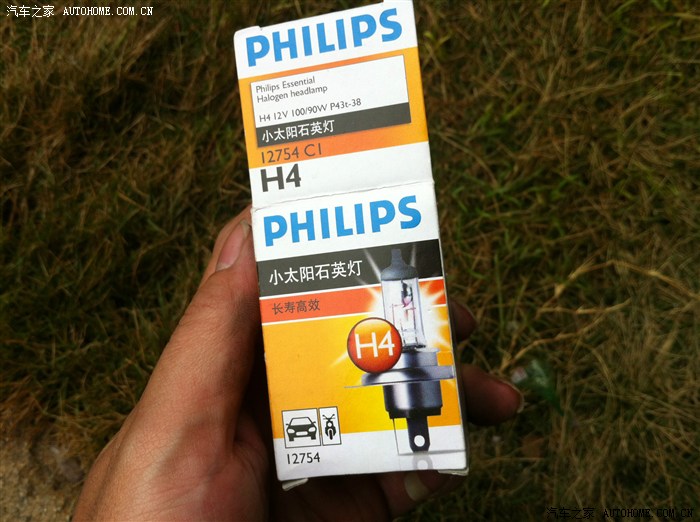 汽车之家 AUTOHOME.COM.CN
PHILIPS
Philips Essential
Halogen headlamp
H4 12V 100/90W P43t-38
小太阳石英灯
12754 C1
H4
PHILIPS
小太阳石英灯
长寿高效
H4
12754
汽车之家 AUTOHOME.COM.CN